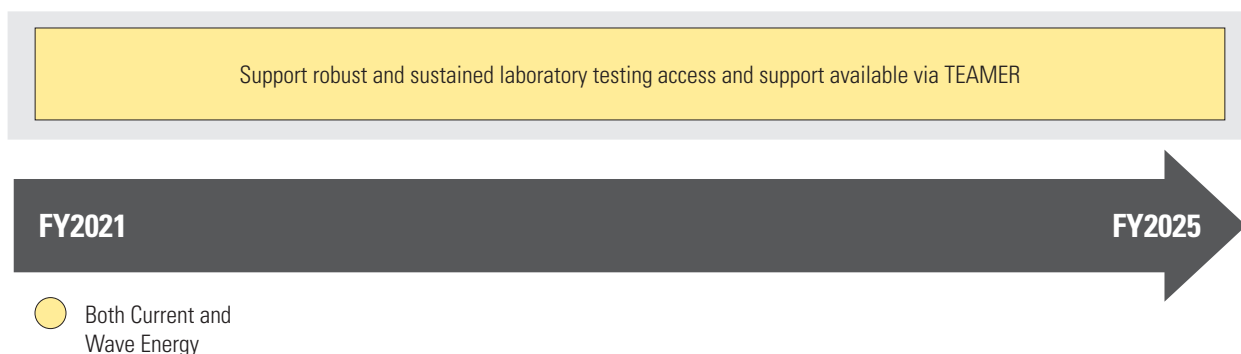 Support robust and sustained laboratory testing access and support available via TEAMER
FY2021
FY2025
Both Current and
Wave Energy